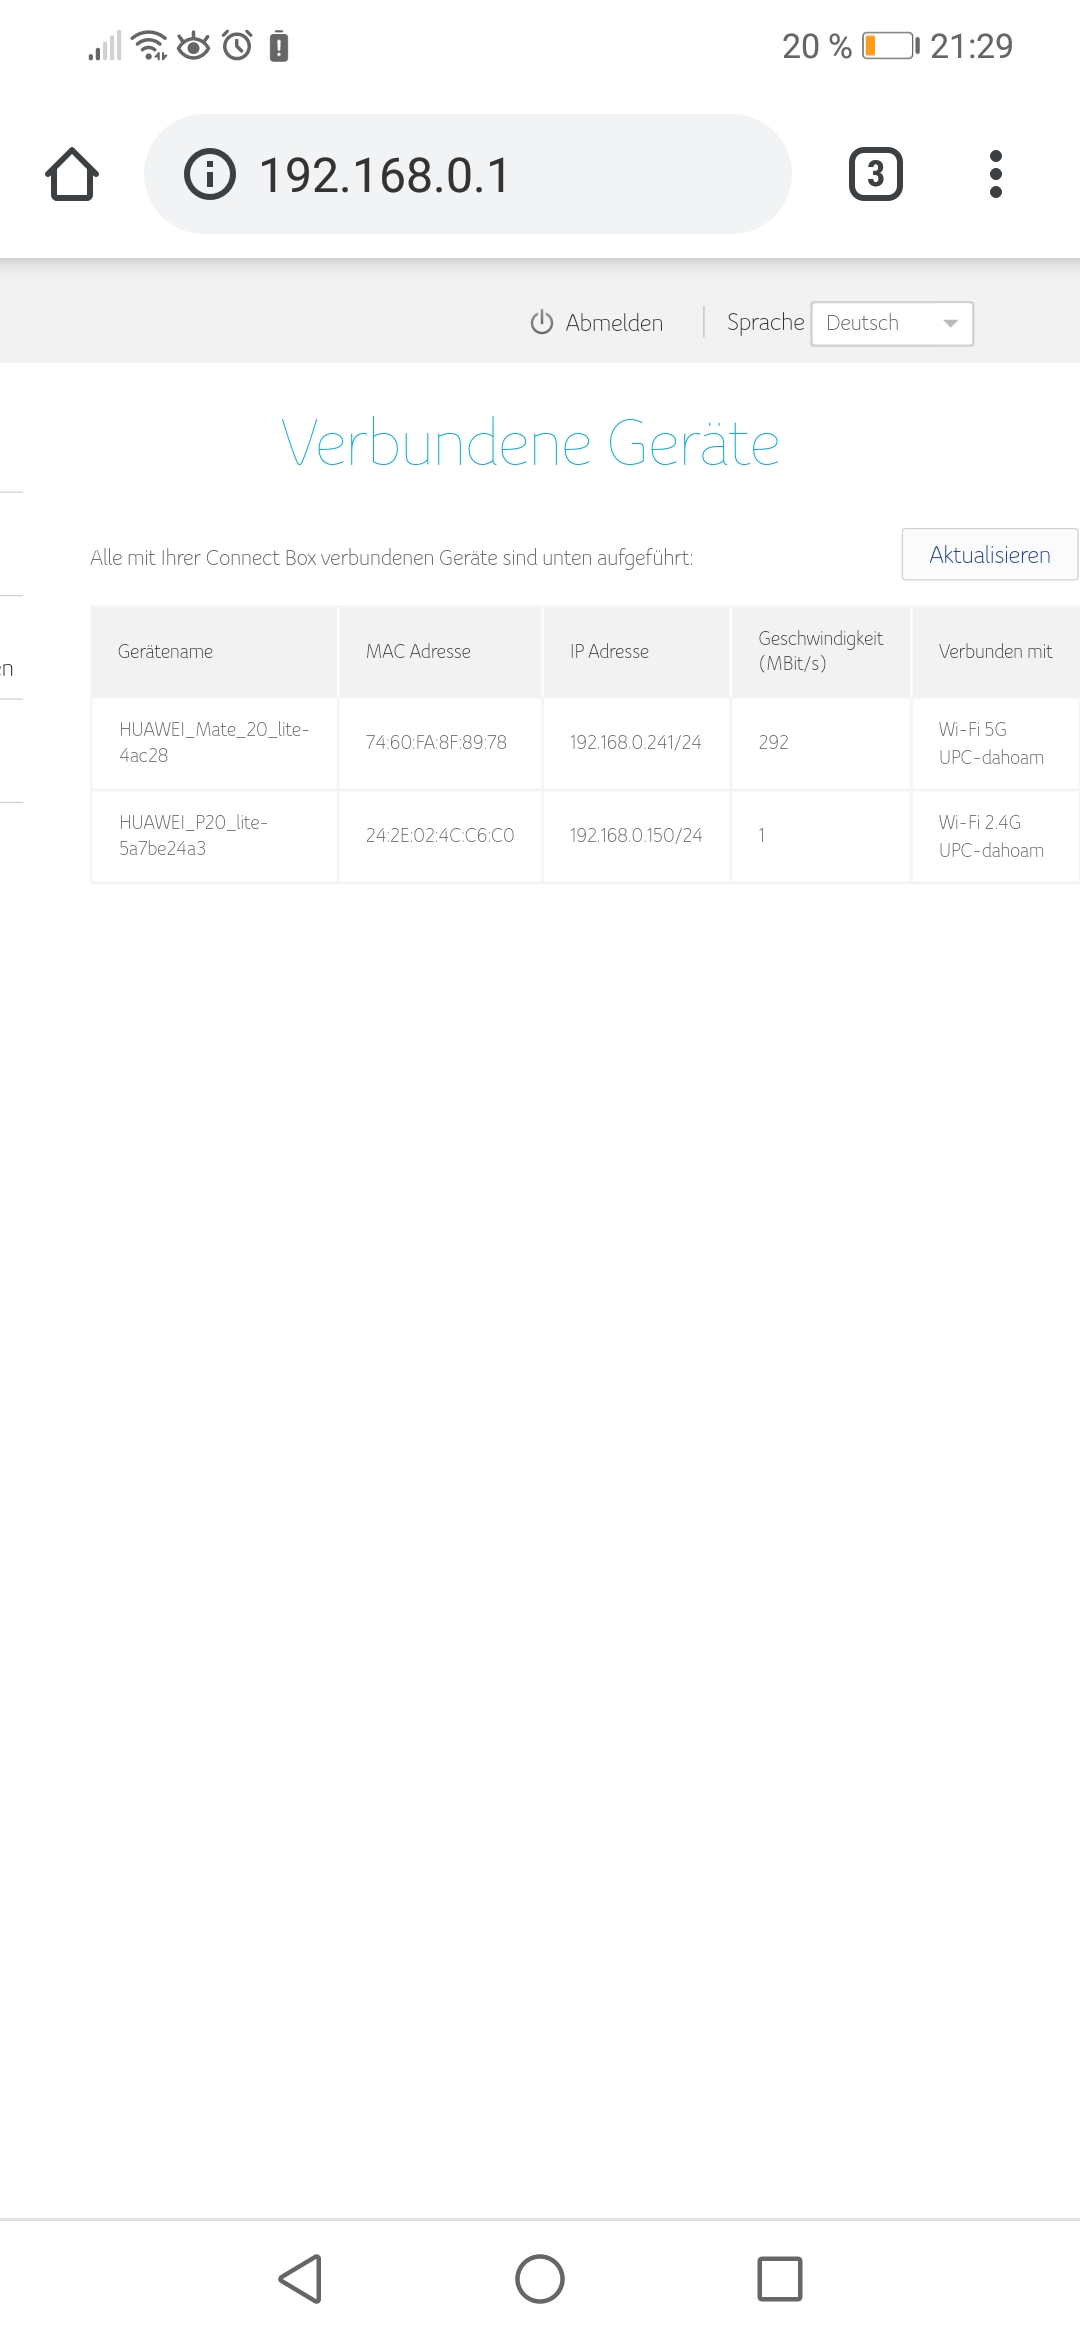 20 % 21:29
192.168.0.1
3
Abmelden
Sprache Deutsch
Verbundene Geräte
Alle mit Ihrer Connect Box verbundenen Geräte sind unten aufgeführt:
Aktualisieren
en
Gerätename MAC Adresse IP Adresse Geschwindigkeit (MBit/s) Verbunden mit
HUAWEI_Mate_20_lite-
4ac28
74:60:FA:8F:89:78
192.168.0.241/24
292
Wi-Fi 5G
UPC-dahoam
HUAWEI_P20_lite-
5a7be24a3
24:2E:02:4C:C6:C0
192.168.0.150/24
1
Wi-Fi 2.4G
UPC-dahoam